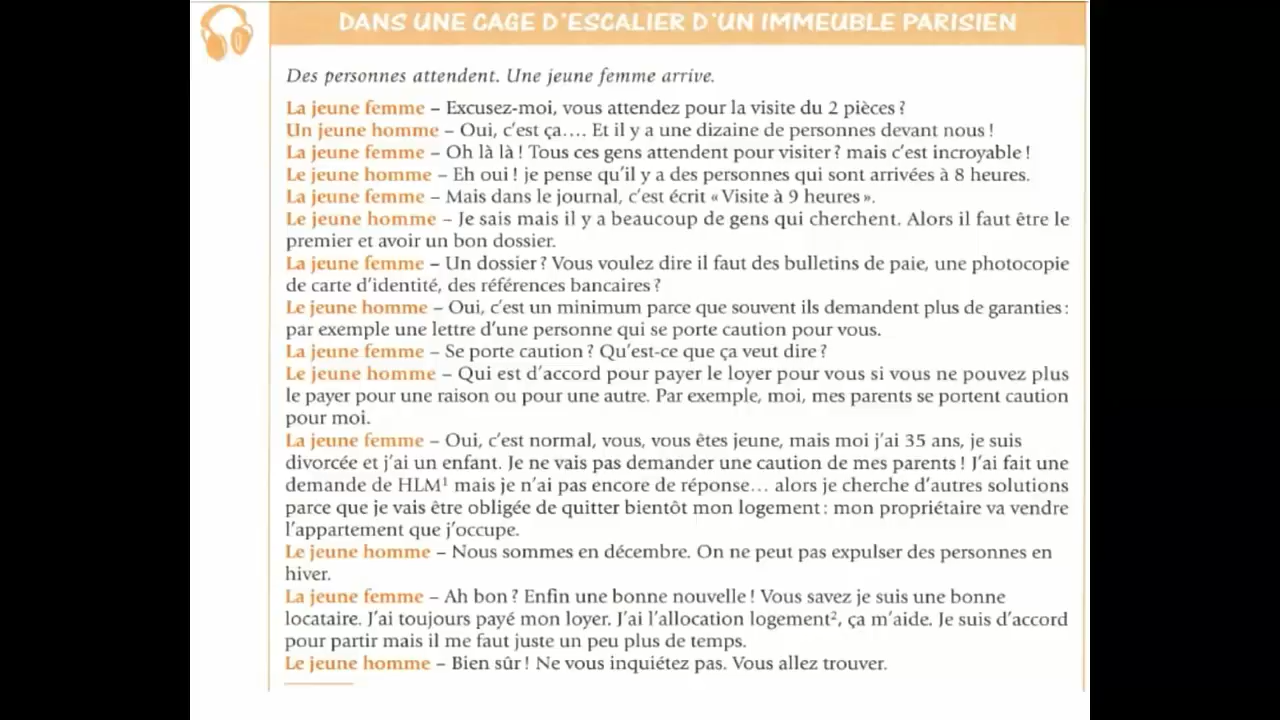 DANS UNE CAGE D'ESCALIER D'UN IMMEUBLE PARISIEN
Des personnes attendent. Une jeune femme arrive.
La jeune femme – Excusez-moi, vous attendez pour la visite du 2 pièces ?
Un jeune homme – Oui, c'est ça…. Et il y a une dizaine de personnes devant nous !
La jeune femme – Oh là là ! Tous ces gens attendent pour visiter ? mais c'est incroyable !
Le jeune homme – Eh oui ! je pense qu'il y a des personnes qui sont arrivées à 8 heures.
La jeune femme – Mais dans le journal, c'est écrit « Visite à 9 heures ».
Le jeune homme – Je sais mais il y a beaucoup de gens qui cherchent. Alors il faut être le
premier et avoir un bon dossier.
La jeune femme – Un dossier ? Vous voulez dire il faut des bulletins de paie, une photocopie
de carte d'identité, des références bancaires ?
Le jeune homme – Oui, c'est un minimum parce que souvent ils demandent plus de garanties :
par exemple une lettre d'une personne qui se porte caution pour vous.
La jeune femme – Se porte caution ? Qu'est-ce que ça veut dire ?
Le jeune homme – Qui est d'accord pour payer le loyer pour vous si vous ne pouvez plus
le payer pour une raison ou pour une autre. Par exemple, moi, mes parents se portent caution
pour moi.
La jeune femme – Oui, c'est normal, vous, vous êtes jeune, mais moi j'ai 35 ans, je suis
divorcée et j'ai un enfant. Je ne vais pas demander une caution de mes parents ! J'ai fait une
demande de HLM¹ mais je n'ai pas encore de réponse… alors je cherche d'autres solutions
parce que je vais être obligée de quitter bientôt mon logement : mon propriétaire va vendre
l'appartement que j'occupe.
Le jeune homme – Nous sommes en décembre. On ne peut pas expulser des personnes en
hiver.
La jeune femme – Ah bon ? Enfin une bonne nouvelle ! Vous savez je suis une bonne
locataire. J'ai toujours payé mon loyer. J'ai l'allocation logement², ça m'aide. Je suis d'accord
pour partir mais il me faut juste un peu plus de temps.
Le jeune homme – Bien sûr ! Ne vous inquiétez pas. Vous allez trouver.